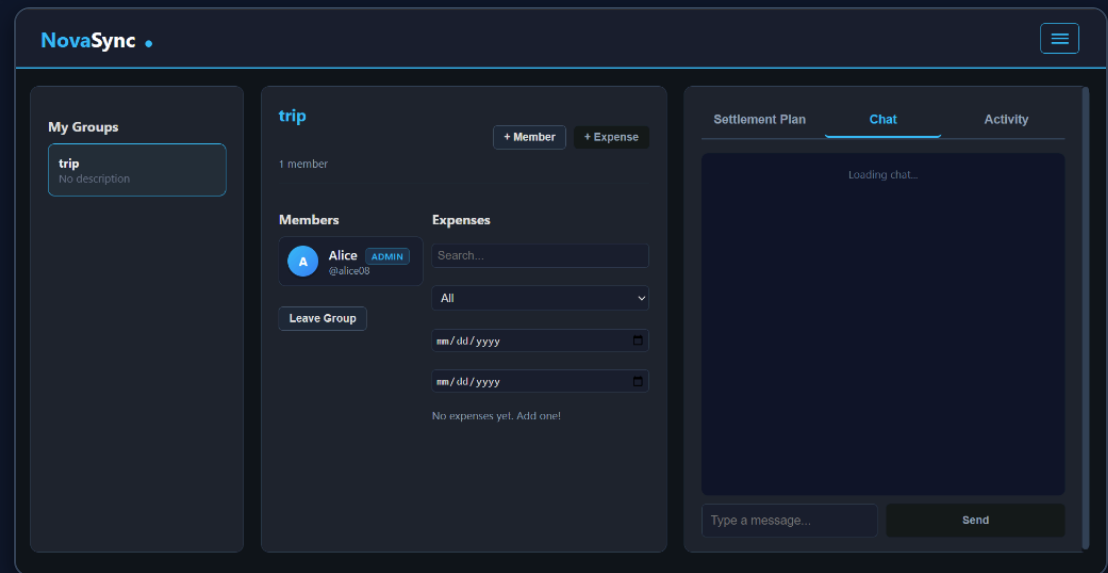 NovaSync
My Groups
trip
No description
trip
+ Member
+ Expense
1 member
Members
A
Alice
ADMIN
@alice08
Leave Group
Expenses
Search...
All
mm/dd/yyyy
mm/dd/yyyy
No expenses yet. Add one!
Settlement Plan
Chat
Activity
Loading chat...
Type a message...
Send